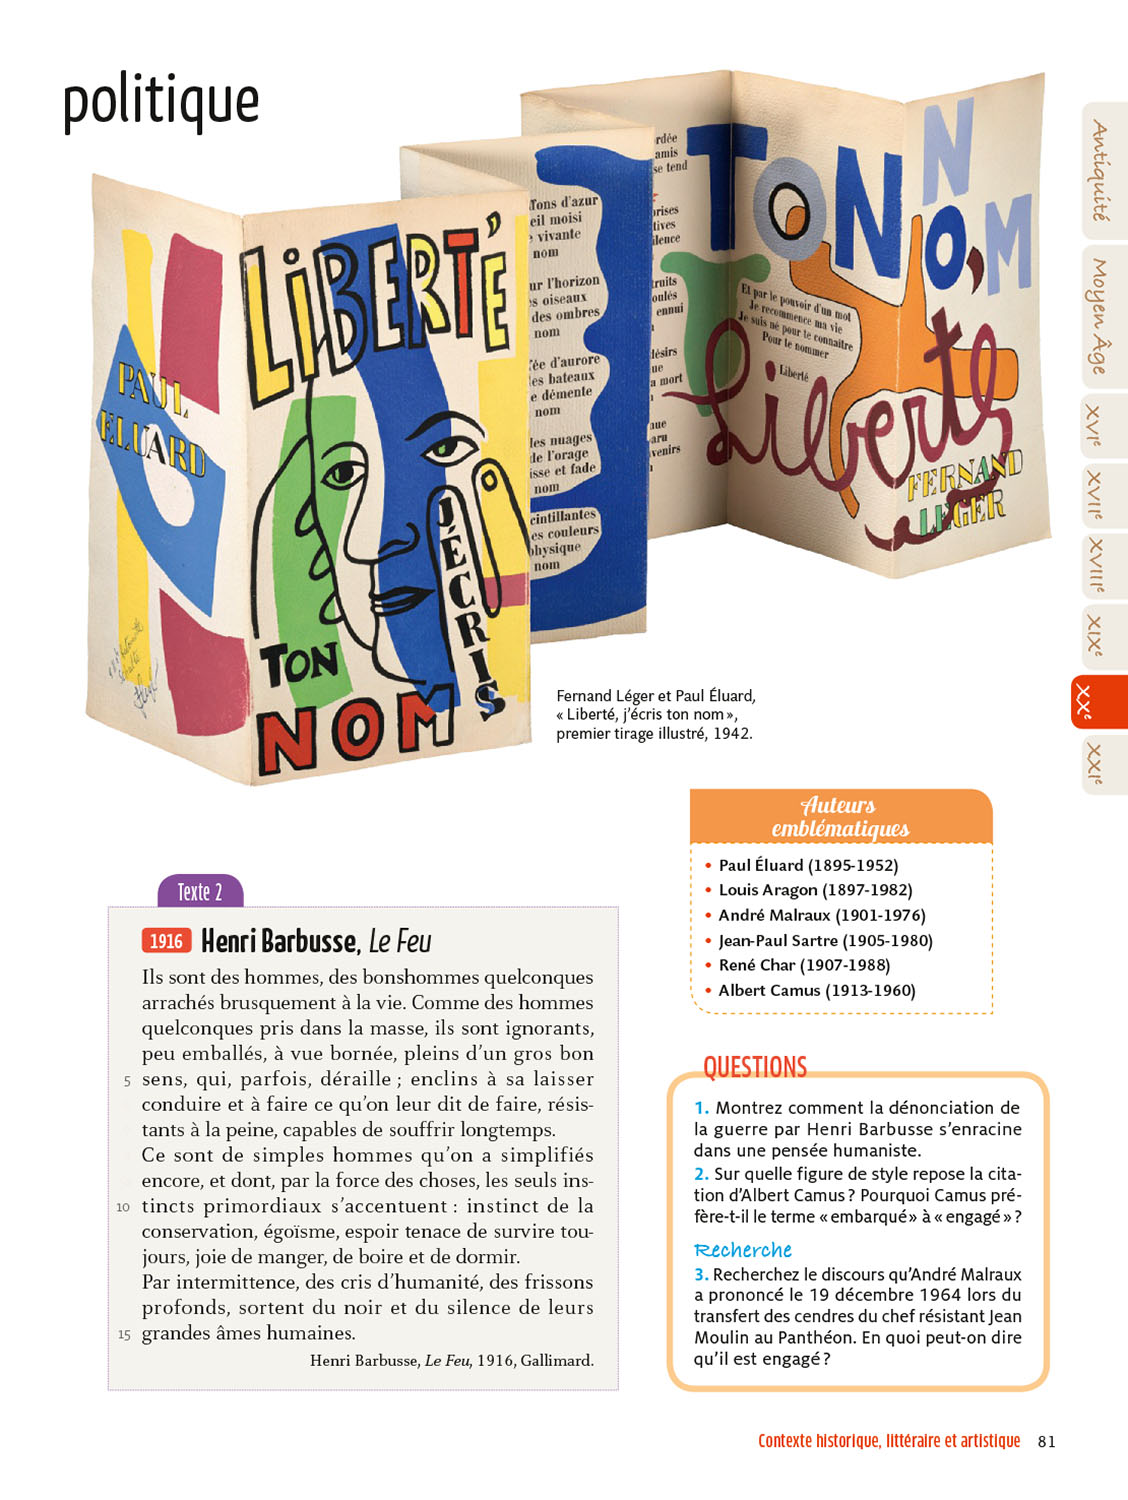 politique
PAUL
ELUARD
LiBERTÉ
J'ÉCRIS
TON
NOM
d'azur
eil moisi
vivante
nom
ur l'horizon
s oiseaux
des ombres
nom
d'aurore
es bateaux
e démente
nom
les nuages
de l'orage
isse et fade
nom
cintillantes
es couleurs
physique
nom
rdée
amis
se tend
rises
tives
lence
ruits
oulés
ennui
ésirs
ue
a mort
nue
aru
venirs
TON
NOM
Et par le pouvoir d'un mot
Je recommence ma vie
Je suis né pour te connaître
Pour te nommer
Liberté
Liberté
FERNAND
LEGER
Fernand Léger et Paul Éluard,
« Liberté, j'écris ton nom »,
premier tirage illustré, 1942.
Antiquité
Moyen Âge
XVIe
XVIIe
XVIIIe
XIXe
XXe
XXIe
Auteurs
emblématiques
• Paul Éluard (1895-1952)
• Louis Aragon (1897-1982)
• André Malraux (1901-1976)
• Jean-Paul Sartre (1905-1980)
• René Char (1907-1988)
• Albert Camus (1913-1960)
Texte 2
1916 Henri Barbusse, Le Feu
Ils sont des hommes, des bonshommes quelconques
arrachés brusquement à la vie. Comme des hommes
quelconques pris dans la masse, ils sont ignorants,
peu emballés, à vue bornée, pleins d'un gros bon
5 sens, qui, parfois, déraille ; enclins à sa laisser
conduire et à faire ce qu'on leur dit de faire, résis-
tants à la peine, capables de souffrir longtemps.
Ce sont de simples hommes qu'on a simplifiés
encore, et dont, par la force des choses, les seuls ins-
10 tincts primordiaux s'accentuent : instinct de la
conservation, égoïsme, espoir tenace de survire tou-
jours, joie de manger, de boire et de dormir.
Par intermittence, des cris d'humanité, des frissons
profonds, sortent du noir et du silence de leurs
15 grandes âmes humaines.
Henri Barbusse, Le Feu, 1916, Gallimard.
QUESTIONS
1. Montrez comment la dénonciation de
la guerre par Henri Barbusse s'enracine
dans une pensée humaniste.
2. Sur quelle figure de style repose la cita-
tion d'Albert Camus ? Pourquoi Camus pré-
fère-t-il le terme « embarqué » à « engagé » ?
Recherche
3. Recherchez le discours qu'André Malraux
a prononcé le 19 décembre 1964 lors du
transfert des cendres du chef résistant Jean
Moulin au Panthéon. En quoi peut-on dire
qu'il est engagé ?
Contexte historique, littéraire et artistique 81